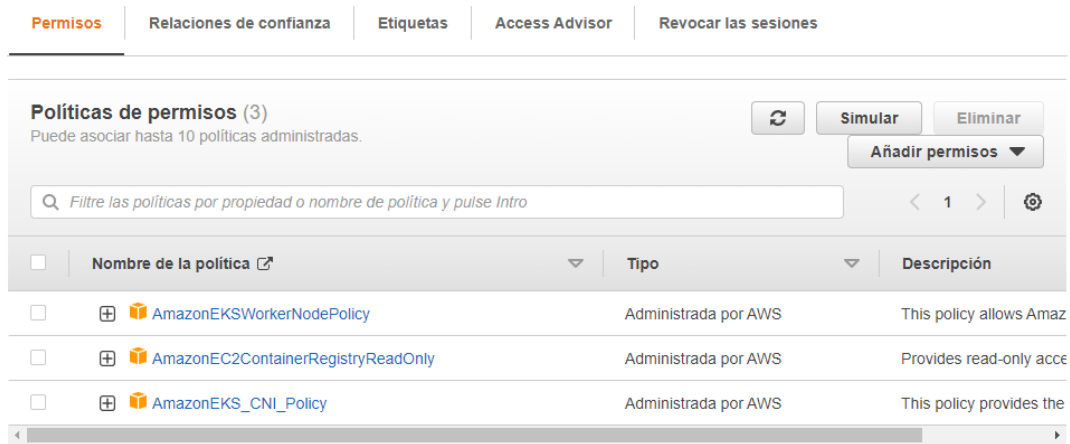 Permisos Relaciones de confianza Etiquetas Access Advisor Revocar las sesiones
Políticas de permisos (3)
Puede asociar hasta 10 políticas administradas.
Simular Eliminar
Añadir permisos
Filtre las políticas por propiedad o nombre de política y pulse Intro
1
Nombre de la política Tipo Descripción
AmazonEKSWorkerNodePolicy Administrada por AWS This policy allows Amaz
AmazonEC2ContainerRegistryReadOnly Administrada por AWS Provides read-only acce
AmazonEKS_CNI_Policy Administrada por AWS This policy provides the